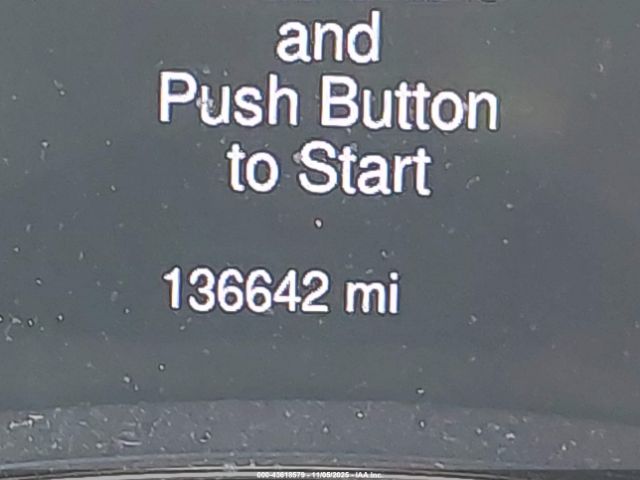 and
Push Button
to Start
136642 mi
000-43618579 - 11/05/2025 - IAA Inc.